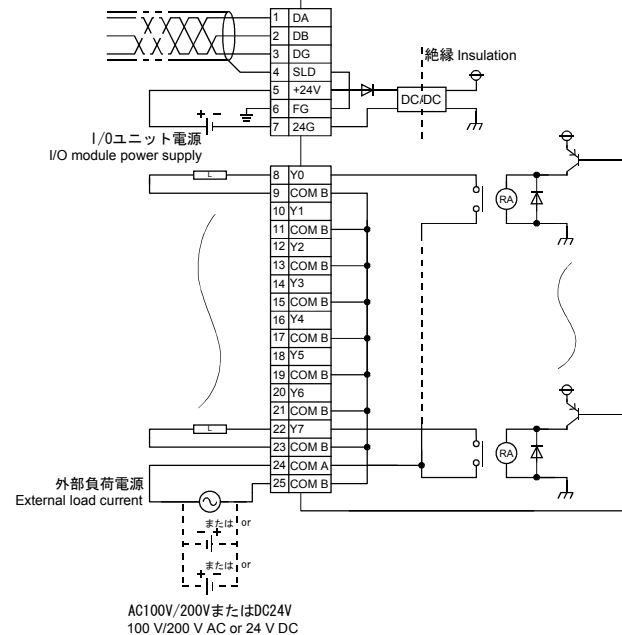 1 DA
2 DB
3 DG
4 SLD
5 +24V
6 FG
7 24G
絶縁 Insulation
DC/DC
+ -
I/Oユニット電源
I/O module power supply
8 Y0
9 COM B
10 Y1
11 COM B
12 Y2
13 COM B
14 Y3
15 COM B
16 Y4
17 COM B
18 Y5
19 COM B
20 Y6
21 COM B
22 Y7
23 COM B
24 COM A
25 COM B
L
RA
L
RA
外部負荷電源
External load current
または or
- +
または or
+ -
AC100V/200VまたはDC24V
100 V/200 V AC or 24 V DC